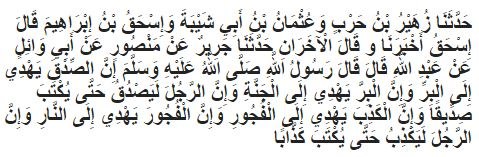 حَدَّثَنَا زُهَيْرُ بْنُ حَرْبٍ وَعُثْمَانُ بْنُ أَبِي شَيْبَةَ وَإِسْحَقُ بْنُ إِبْرَاهِيمَ قَالَ
إِسْحَقُ أَخْبَرَنَا و قَالَ الْآخَرَانِ حَدَّثَنَا جَرِيرٌ عَنْ مَنْصُورٍ عَنْ أَبِي وَائِلٍ
عَنْ عَبْدِ اللَّهِ قَالَ قَالَ رَسُولُ اللَّهِ صَلَّى اللَّهُ عَلَيْهِ وَسَلَّمَ إِنَّ الصِّدْقَ يَهْدِي
إِلَى الْبِرِّ وَإِنَّ الْبِرَّ يَهْدِي إِلَى الْجَنَّةِ وَإِنَّ الرَّجُلَ لَيَصْدُقُ حَتَّى يُكْتَبَ
صِدِّيقًا وَإِنَّ الْكَذِبَ يَهْدِي إِلَى الْفُجُورِ وَإِنَّ الْفُجُورَ يَهْدِي إِلَى النَّارِ وَإِنَّ
الرَّجُلَ لَيَكْذِبُ حَتَّى يُكْتَبَ كَذَّابًا